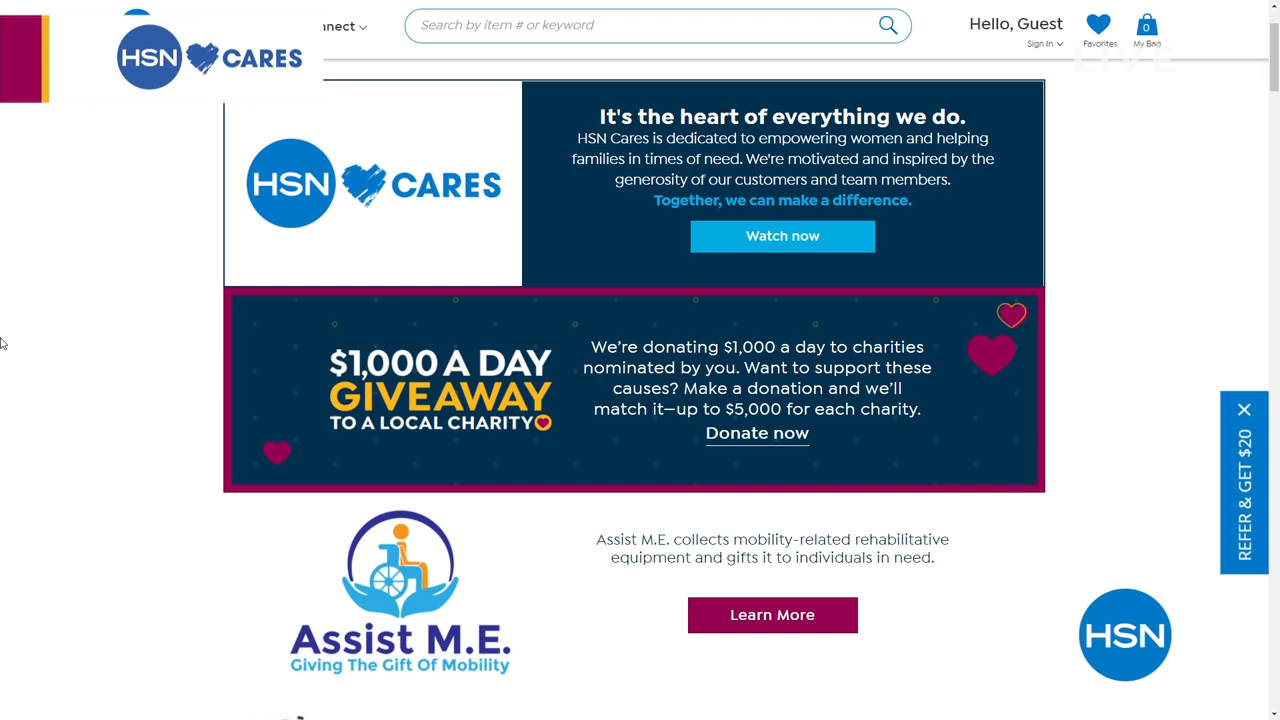 HSN CARES
nnect
Search by item # or keyword
Hello, Guest
Sign In
Favorites
0
My Bag
LIVE
HSN CARES
It's the heart of everything we do.
HSN Cares is dedicated to empowering women and helping
families in times of need. We're motivated and inspired by the
generosity of our customers and team members.
Together, we can make a difference.
Watch now
$1,000 A DAY
GIVEAWAY
TO A LOCAL CHARITY
We’re donating $1,000 a day to charities
nominated by you. Want to support these
causes? Make a donation and we’ll
match it—up to $5,000 for each charity.
Donate now
REFER & GET $20
Assist M.E.
Giving The Gift Of Mobility
Assist M.E. collects mobility-related rehabilitative
equipment and gifts it to individuals in need.
Learn More
HSN